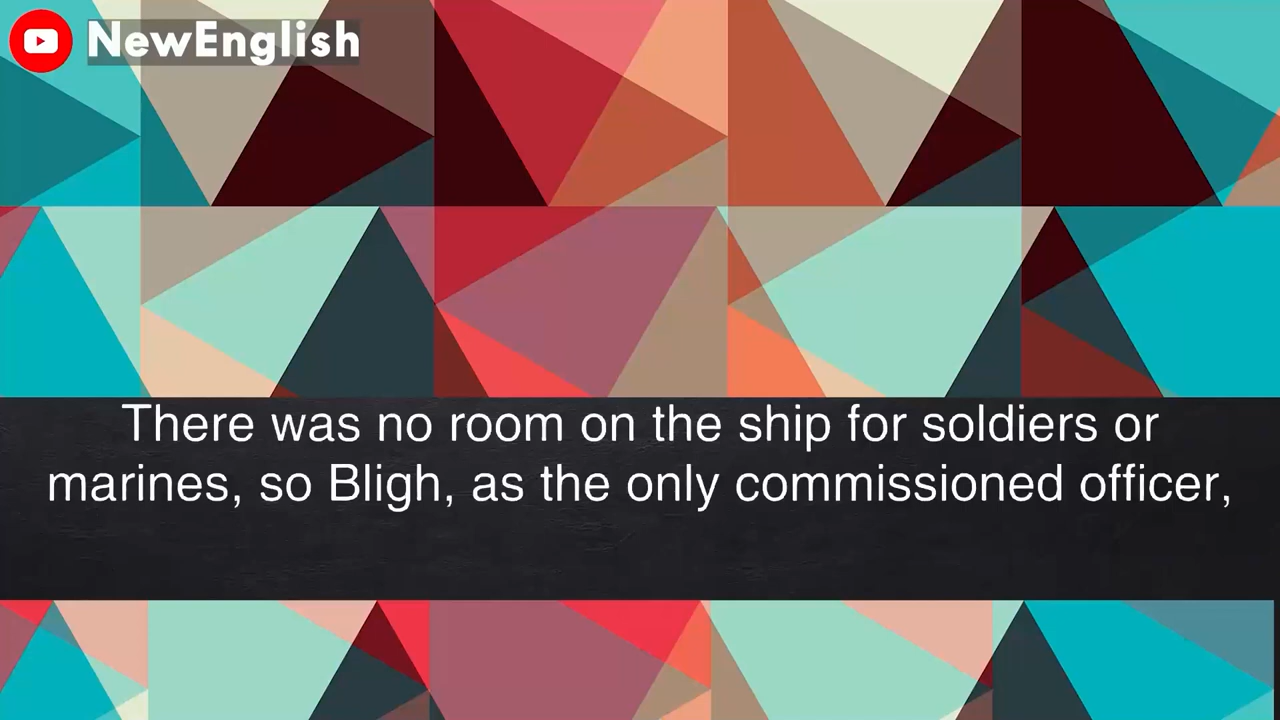 NewEnglish
There was no room on the ship for soldiers or
marines, so Bligh, as the only commissioned officer,